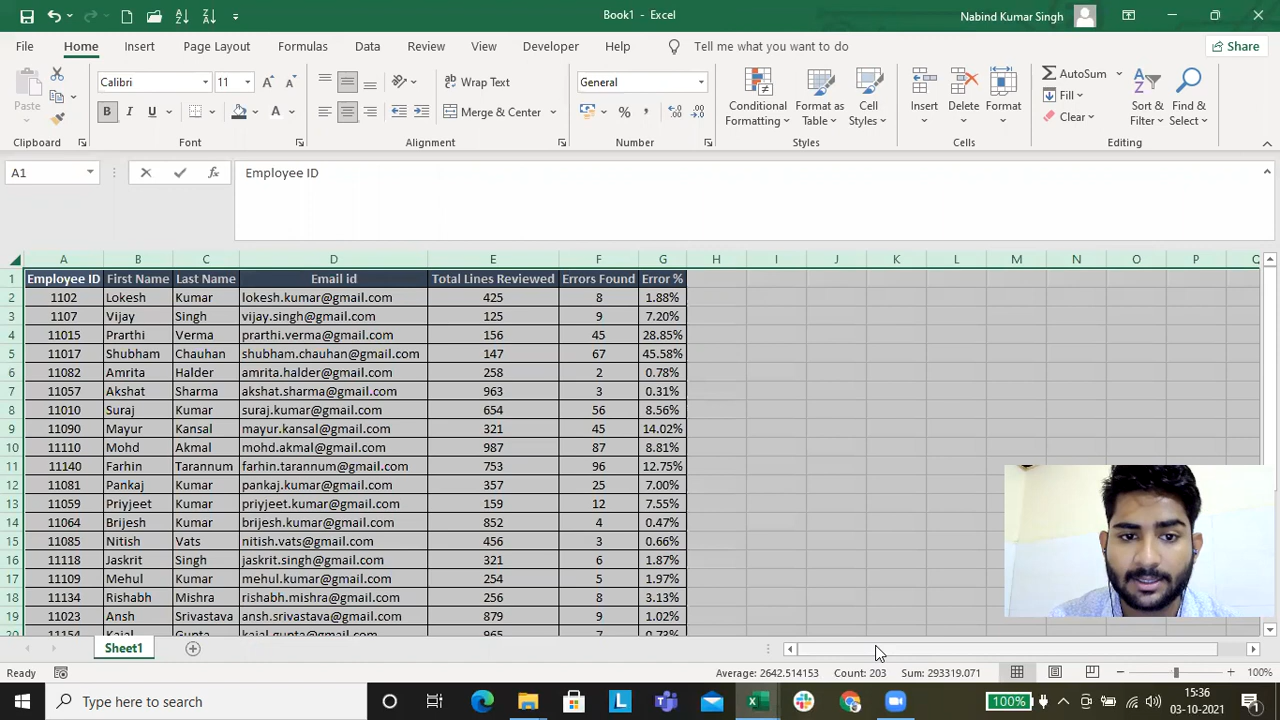 Book1 - Excel
Nabind Kumar Singh
File Home Insert Page Layout Formulas Data Review View Developer Help Tell me what you want to do Share
Paste
Calibri 11
B I U
A A
Wrap Text
Merge & Center
General
%
Conditional Formatting
Format as Table
Cell Styles
Insert Delete Format
AutoSum
Fill
Clear
Sort & Filter
Find & Select
Clipboard Font Alignment Number Styles Cells Editing
A1 fx Employee ID
A B C D E F G H I J K L M N O P
1 Employee ID First Name Last Name Email id Total Lines Reviewed Errors Found Error %
2 1102 Lokesh Kumar lokesh.kumar@gmail.com 425 8 1.88%
3 1107 Vijay Singh vijay.singh@gmail.com 125 9 7.20%
4 11015 Prarthi Verma prarthi.verma@gmail.com 156 45 28.85%
5 11017 Shubham Chauhan shubham.chauhan@gmail.com 147 67 45.58%
6 11082 Amrita Halder amrita.halder@gmail.com 258 2 0.78%
7 11057 Akshat Sharma akshat.sharma@gmail.com 963 3 0.31%
8 11010 Suraj Kumar suraj.kumar@gmail.com 654 56 8.56%
9 11090 Mayur Kansal mayur.kansal@gmail.com 321 45 14.02%
10 11110 Mohd Akmal mohd.akmal@gmail.com 987 87 8.81%
11 11140 Farhin Tarannum farhin.tarannum@gmail.com 753 96 12.75%
12 11081 Pankaj Kumar pankaj.kumar@gmail.com 357 25 7.00%
13 11059 Priyjeet Kumar priyjeet.kumar@gmail.com 159 12 7.55%
14 11064 Brijesh Kumar brijesh.kumar@gmail.com 852 4 0.47%
15 11085 Nitish Vats nitish.vats@gmail.com 456 3 0.66%
16 11118 Jaskrit Singh jaskrit.singh@gmail.com 321 6 1.87%
17 11109 Mehul Kumar mehul.kumar@gmail.com 254 5 1.97%
18 11134 Rishabh Mishra rishabh.mishra@gmail.com 256 8 3.13%
19 11023 Ansh Srivastava ansh.srivastava@gmail.com 879 9 1.02%
20 11154 Kajal Gupta kajal.gupta@gmail.com 965 7 0.73%
Sheet1
Ready Average: 2642.514153 Count: 203 Sum: 293319.071 100%
Type here to search
100%
15:36
03-10-2021